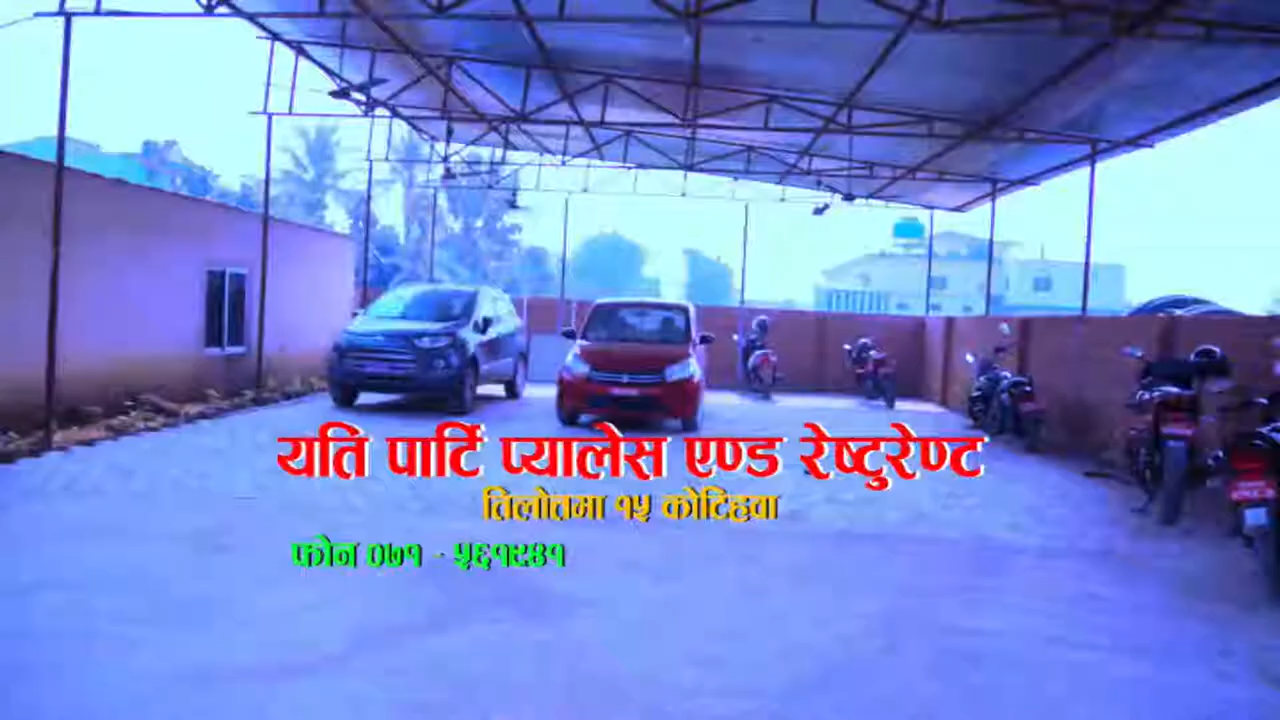 यति पार्टि प्यालेस एण्ड रेष्टुरेण्ट
तिलोत्तमा १५ कोटिहवा
फोन ०७१ - ५६१९४१